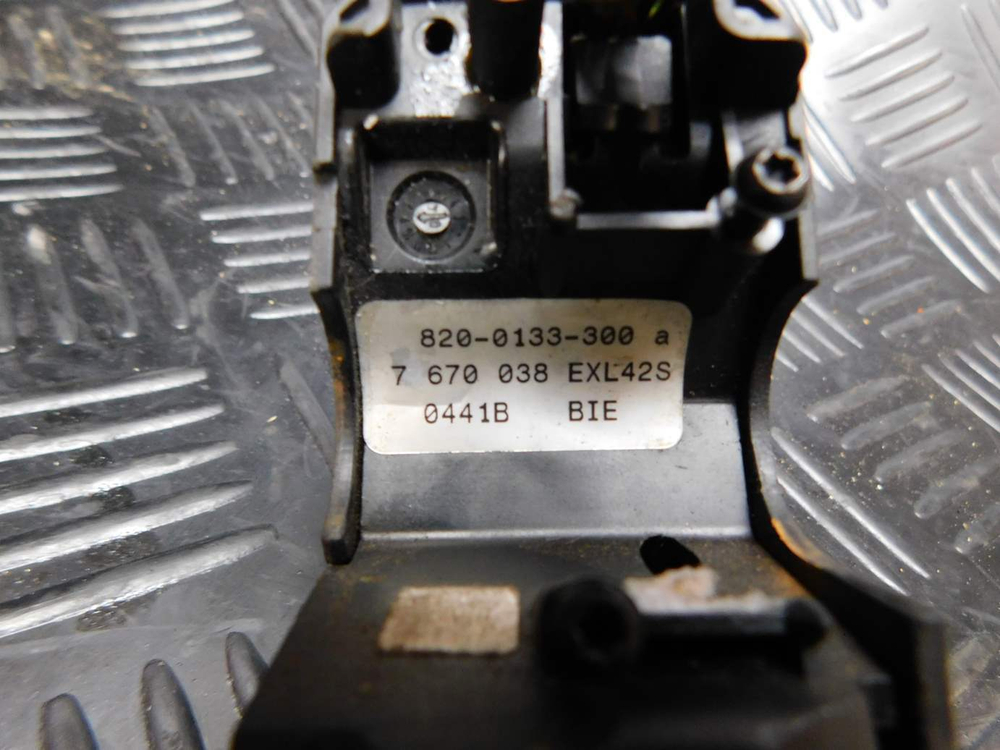 820-0133-300 a
7 670 038 EXL42S
0441B BIE